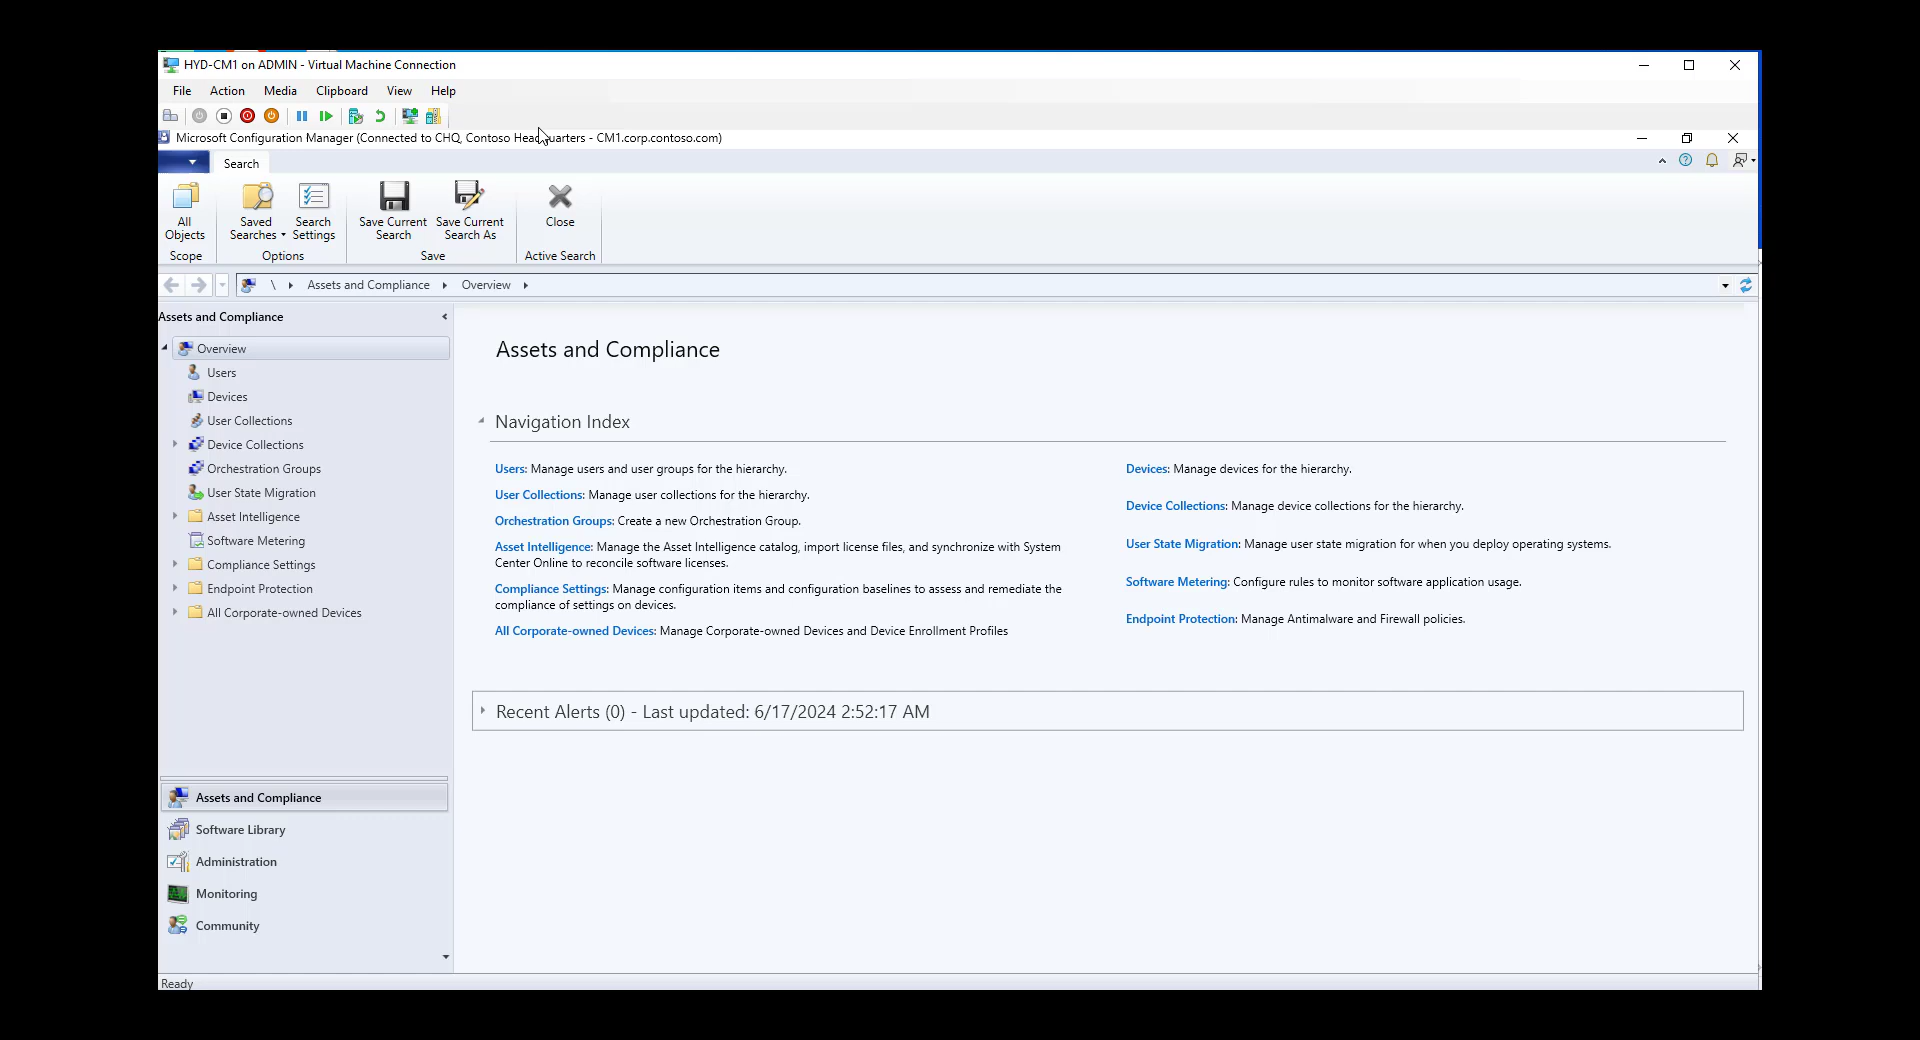 HYD-CM1 on ADMIN - Virtual Machine Connection
File Action Media Clipboard View Help
Microsoft Configuration Manager (Connected to CHQ, Contoso Headquarters - CM1.corp.contoso.com)
Search
All Objects
Saved Searches
Search Settings
Save Current Search
Save Current Search As
Close
Scope
Options
Save
Active Search
\ Assets and Compliance Overview
Assets and Compliance
Overview
Users
Devices
User Collections
Device Collections
Orchestration Groups
User State Migration
Asset Intelligence
Software Metering
Compliance Settings
Endpoint Protection
All Corporate-owned Devices
Assets and Compliance
Software Library
Administration
Monitoring
Community
Assets and Compliance
Navigation Index
Users: Manage users and user groups for the hierarchy.
User Collections: Manage user collections for the hierarchy.
Orchestration Groups: Create a new Orchestration Group.
Asset Intelligence: Manage the Asset Intelligence catalog, import license files, and synchronize with System
Center Online to reconcile software licenses.
Compliance Settings: Manage configuration items and configuration baselines to assess and remediate the
compliance of settings on devices.
All Corporate-owned Devices: Manage Corporate-owned Devices and Device Enrollment Profiles
Devices: Manage devices for the hierarchy.
Device Collections: Manage device collections for the hierarchy.
User State Migration: Manage user state migration for when you deploy operating systems.
Software Metering: Configure rules to monitor software application usage.
Endpoint Protection: Manage Antimalware and Firewall policies.
Recent Alerts (0) - Last updated: 6/17/2024 2:52:17 AM
Ready